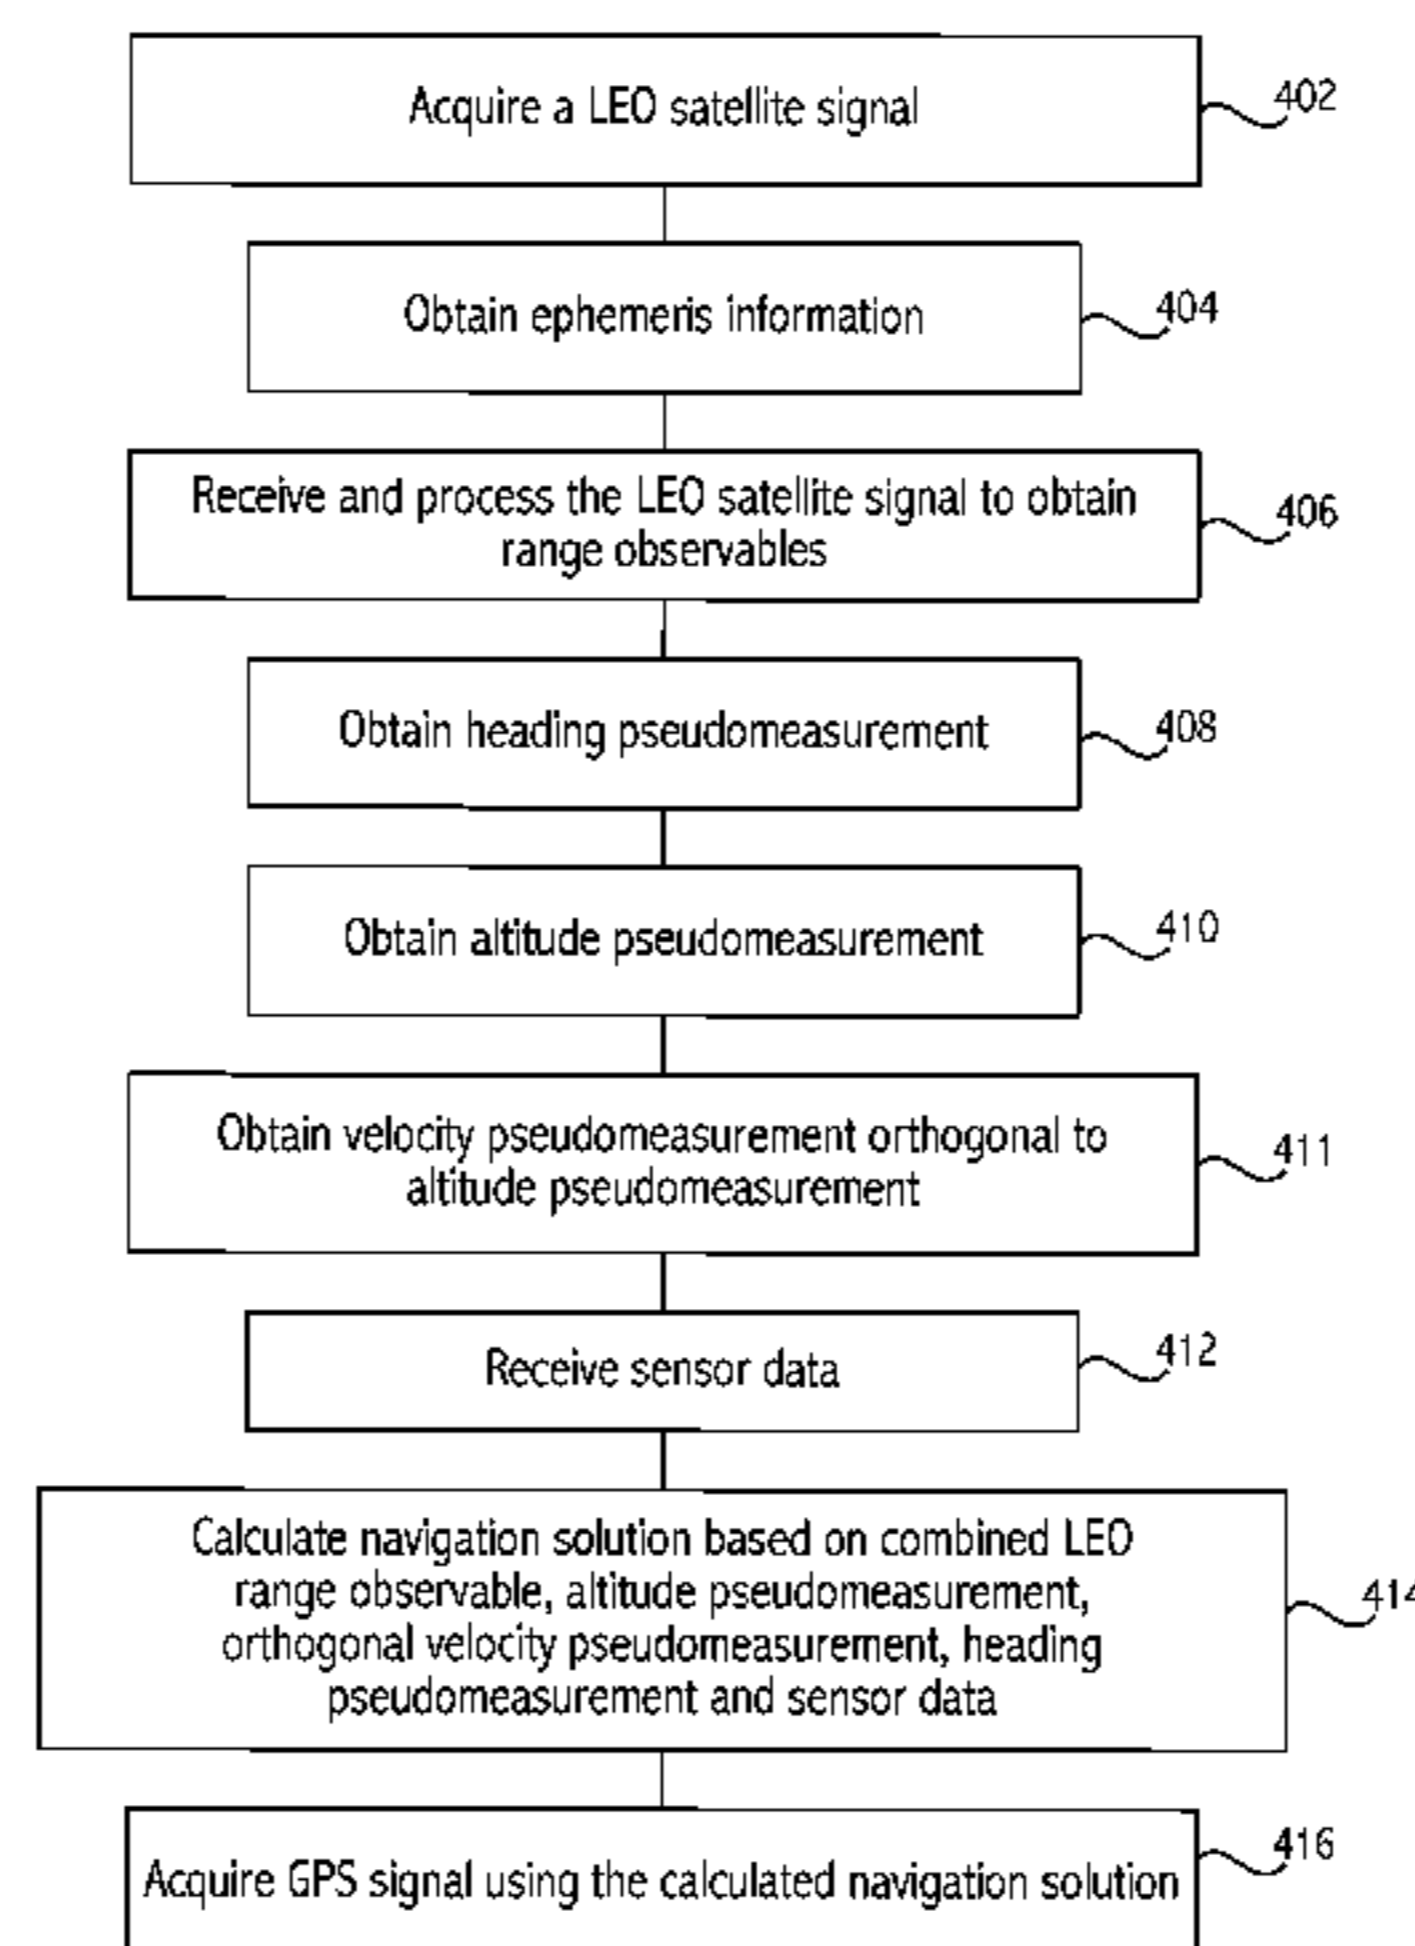 Acquire a LEO satellite signal
402
Obtain ephemeris information
404
Receive and process the LEO satellite signal to obtain
range observables
406
Obtain heading pseudomeasurement
408
Obtain altitude pseudomeasurement
410
Obtain velocity pseudomeasurement orthogonal to
altitude pseudomeasurement
411
Receive sensor data
412
Calculate navigation solution based on combined LEO
range observable, altitude pseudomeasurement,
orthogonal velocity pseudomeasurement, heading
pseudomeasurement and sensor data
414
Acquire GPS signal using the calculated navigation solution
416